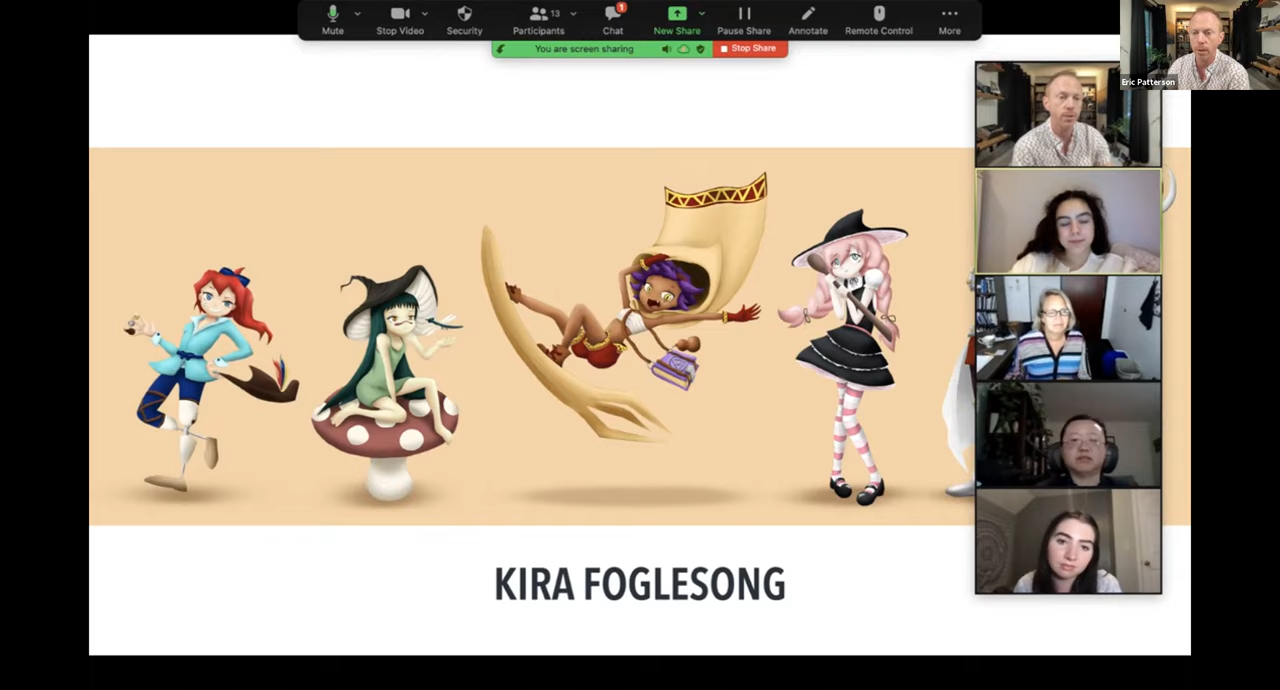 Mute
Stop Video
Security
13
Participants
1
Chat
New Share
Pause Share
Annotate
Remote Control
More
You are screen sharing
Stop Share
Eric Patterson
KIRA FOGLESONG